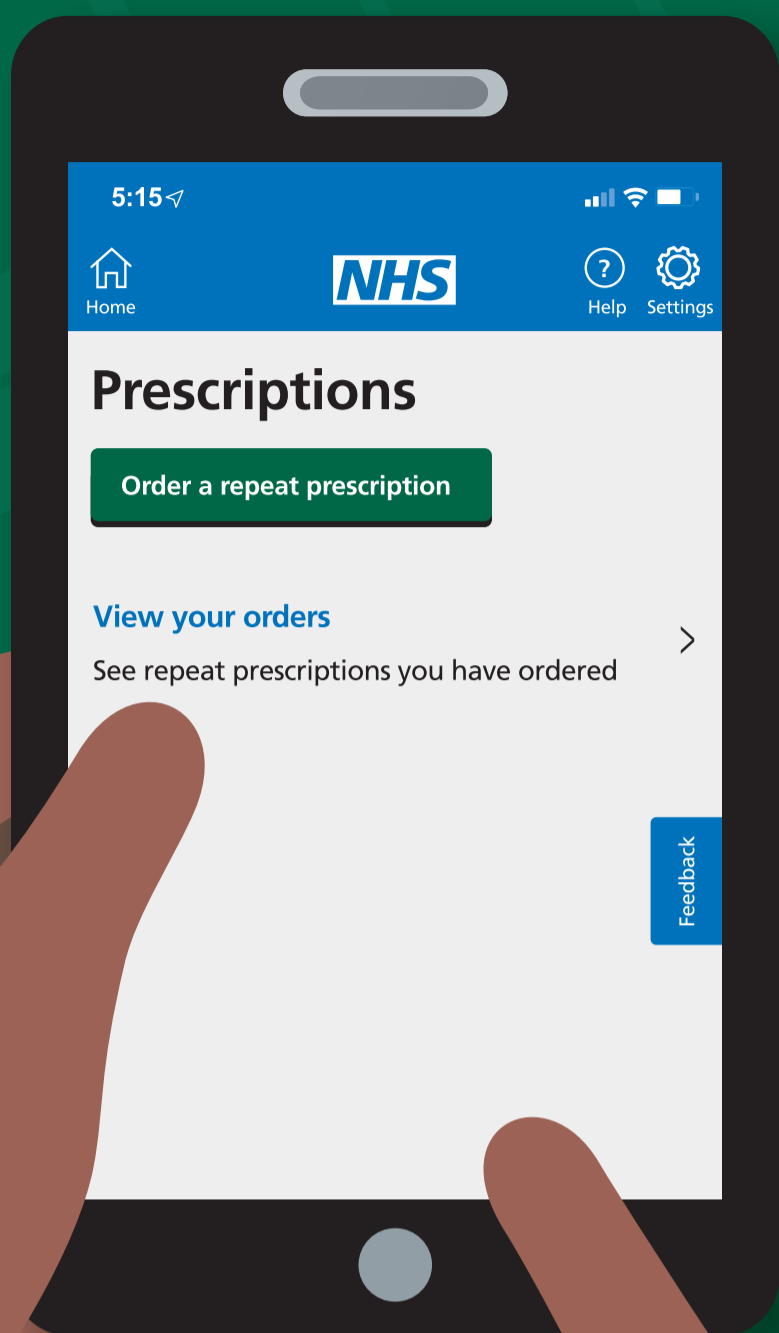 5:15
NHS
Home
Help
Settings
Prescriptions
Order a repeat prescription
View your orders
See repeat prescriptions you have ordered
Feedback